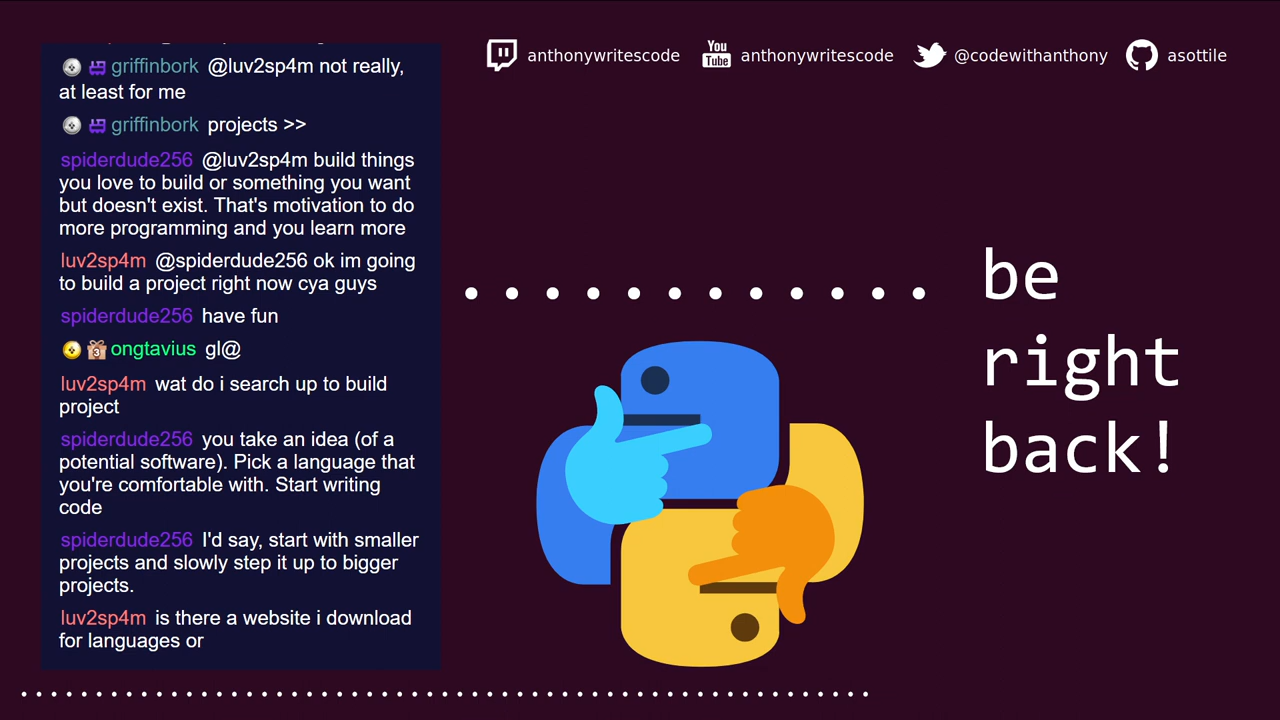 griffinbork @luv2sp4m not really,
at least for me
griffinbork projects >>
spiderdude256 @luv2sp4m build things
you love to build or something you want
but doesn't exist. That's motivation to do
more programming and you learn more
luv2sp4m @spiderdude256 ok im going
to build a project right now cya guys
spiderdude256 have fun
3 ongtavius gl@
luv2sp4m wat do i search up to build
project
spiderdude256 you take an idea (of a
potential software). Pick a language that
you're comfortable with. Start writing
code
spiderdude256 I'd say, start with smaller
projects and slowly step it up to bigger
projects.
luv2sp4m is there a website i download
for languages or
anthonywritescode
You
Tube
anthonywritescode
@codewithanthony
asottile
be
right
back!